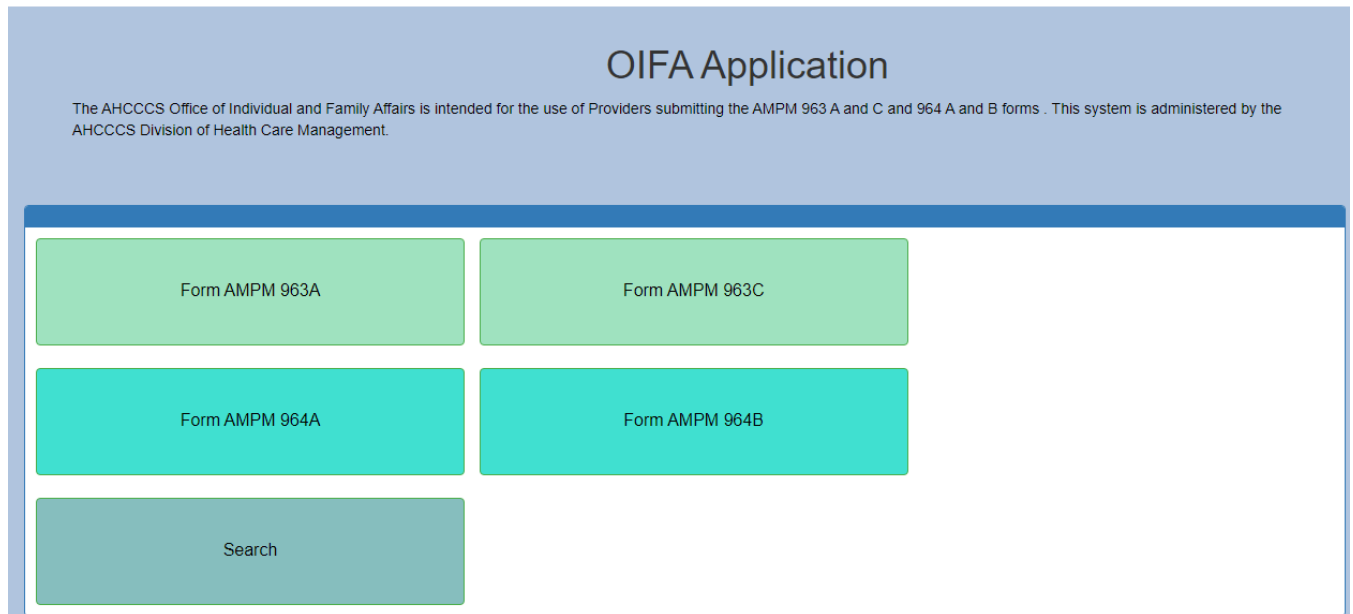 OIFA Application
The AHCCCS Office of Individual and Family Affairs is intended for the use of Providers submitting the AMPM 963 A and C and 964 A and B forms . This system is administered by the
AHCCCS Division of Health Care Management.
Form AMPM 963A
Form AMPM 963C
Form AMPM 964A
Form AMPM 964B
Search